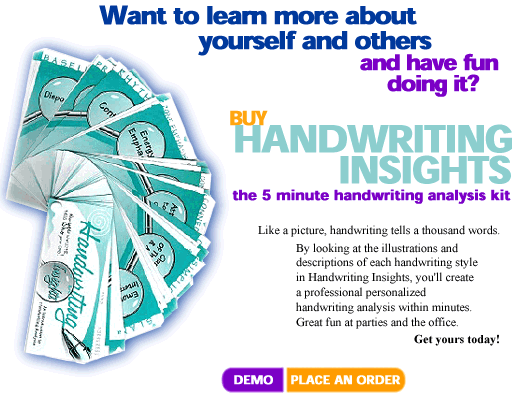 Want to learn more about
yourself and others
and have fun
doing it?
BUY
HANDWRITING
INSIGHTS
the 5 minute handwriting analysis kit
Like a picture, handwriting tells a thousand words.
By looking at the illustrations and
descriptions of each handwriting style
in Handwriting Insights, you'll create
a professional personalized
handwriting analysis within minutes.
Great fun at parties and the office.
Get yours today!
DEMO
PLACE AN ORDER
Energy
Handwriting
Insights